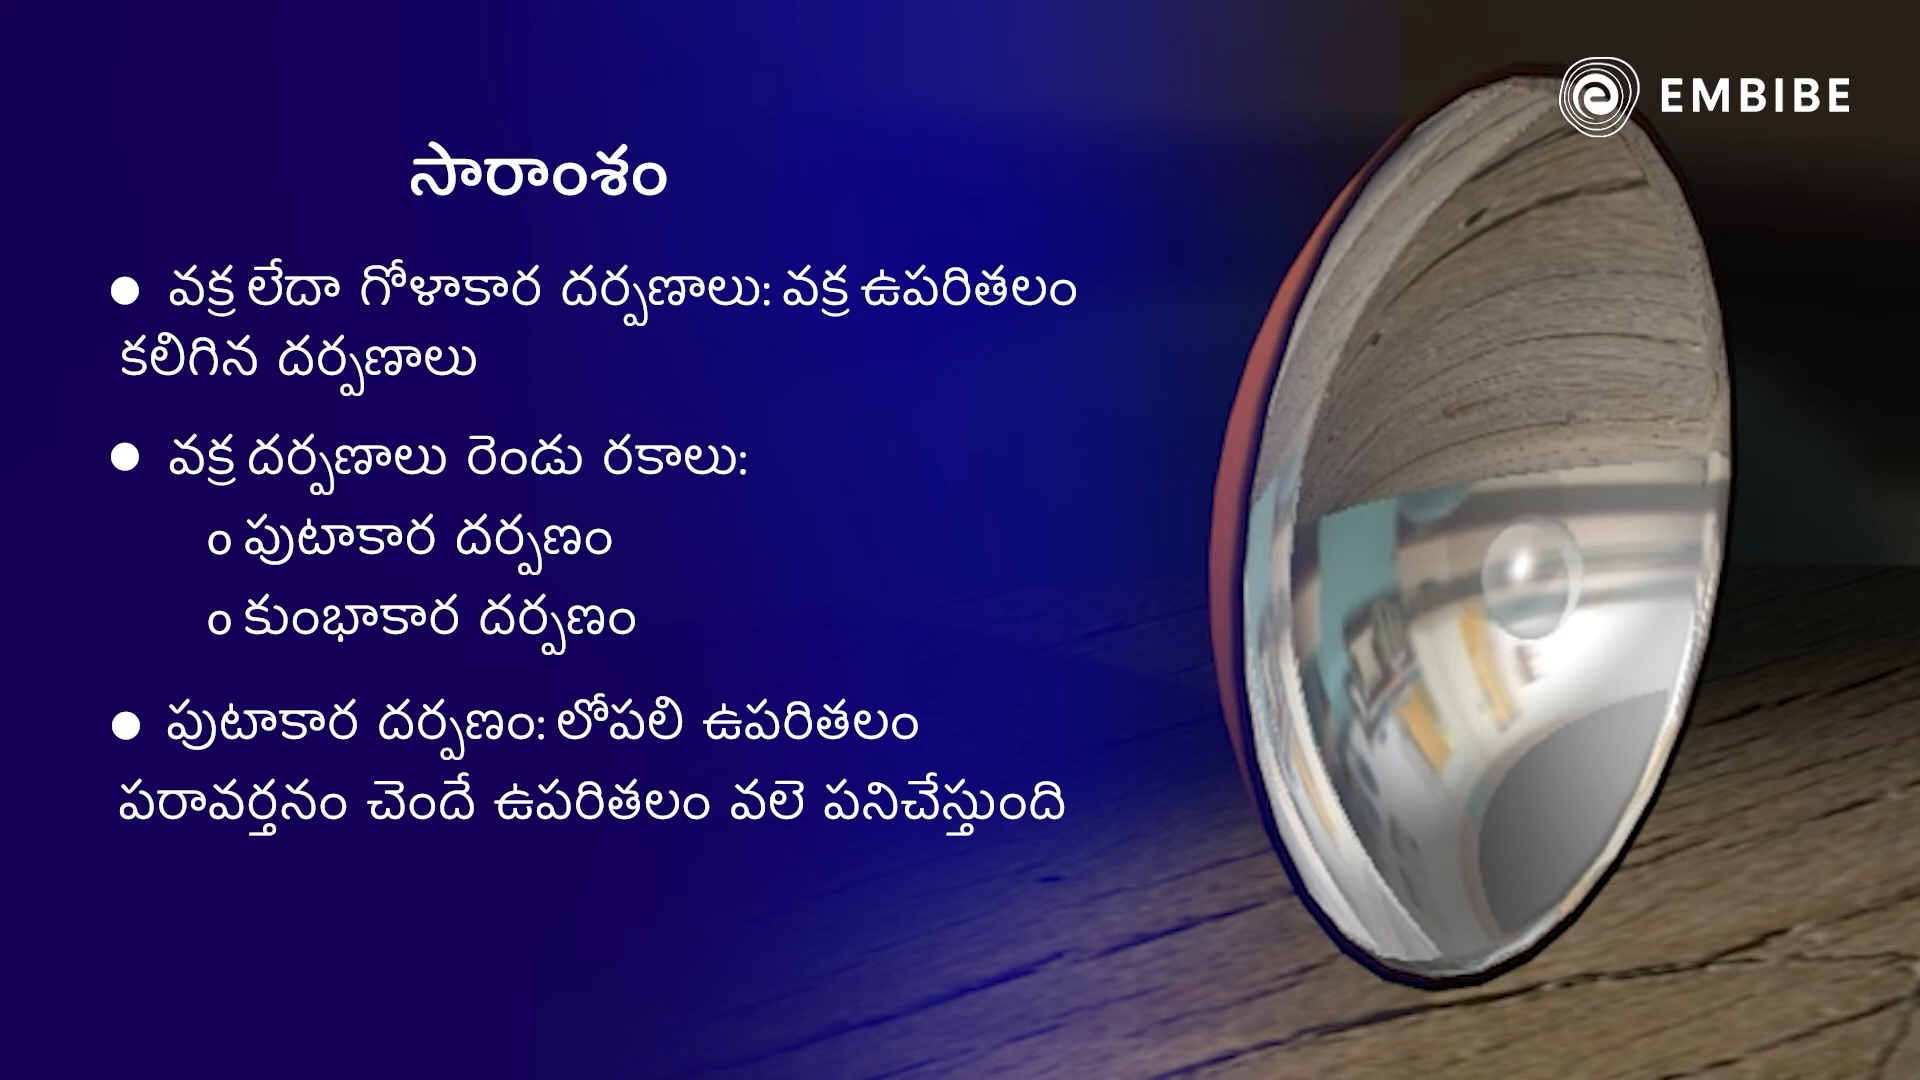 EMBIBE
సారాంశం
● వక్ర లేదా గోళాకార దర్పణాలు: వక్ర ఉపరితలం
కలిగిన దర్పణాలు
● వక్ర దర్పణాలు రెండు రకాలు:
o పుటాకార దర్పణం
o కుంభాకార దర్పణం
● పుటాకార దర్పణం: లోపలి ఉపరితలం
పరావర్తనం చెందే ఉపరితలం వలె పనిచేస్తుంది